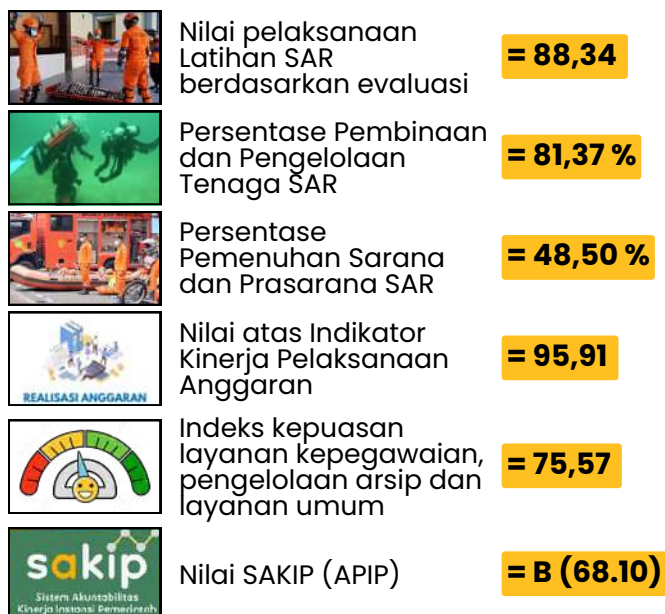 Nilai pelaksanaan
Latihan SAR
berdasarkan evaluasi
= 88,34
Persentase Pembinaan
dan Pengelolaan
Tenaga SAR
= 81,37 %
Persentase
Pemenuhan Sarana
dan Prasarana SAR
= 48,50 %
REALISASI ANGGARAN
Nilai atas Indikator
Kinerja Pelaksanaan
Anggaran
= 95,91
Indeks kepuasan
layanan kepegawaian,
pengelolaan arsip dan
layanan umum
= 75,57
sakip
Sistem Akuntabilitas
Kinerja Instansi Pemerintah
Nilai SAKIP (APIP)
= B (68.10)